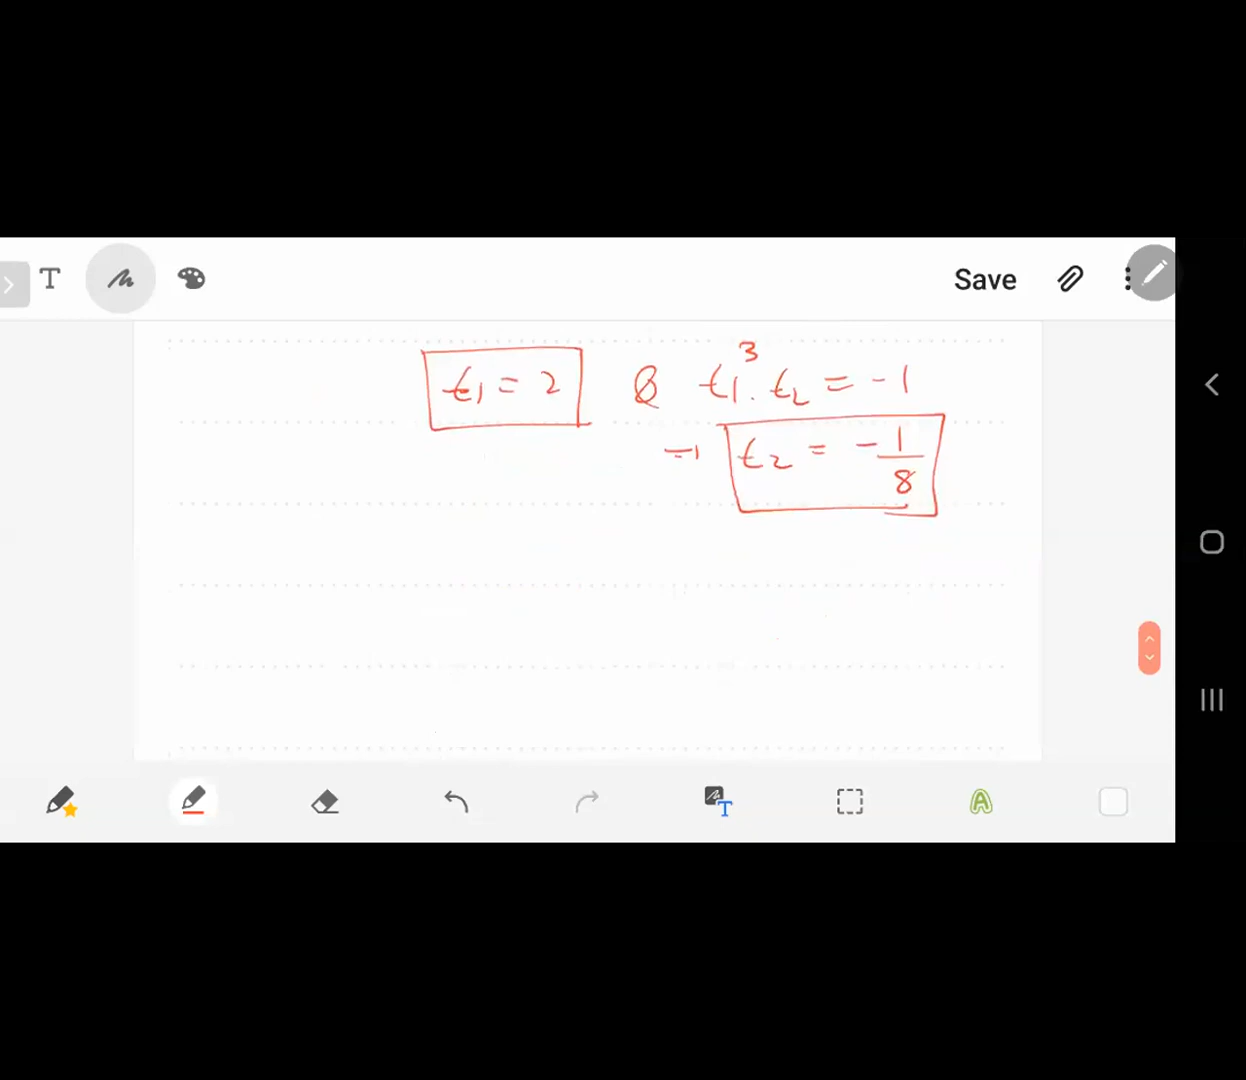 T
Save
t₁ = 2 & t₁³. t₂ = -1
⇒ t₂ = -1/8
T
A